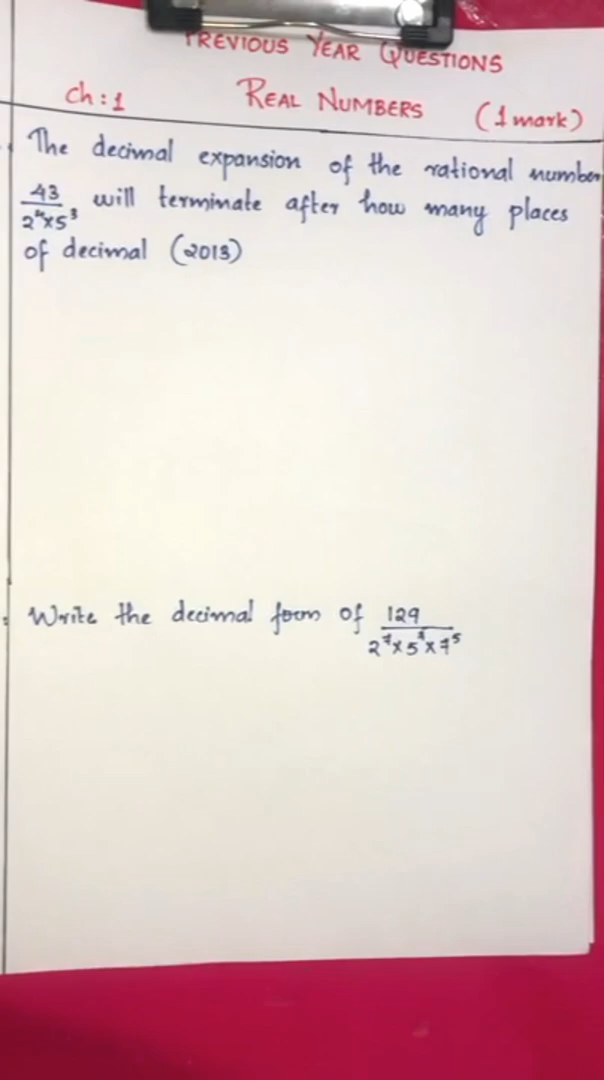 PREVIOUS YEAR QUESTIONS
Ch:1 REAL NUMBERS (1 mark)
The decimal expansion of the rational number
43/2⁴×5³ will terminate after how many places
of decimal (2013)
Write the decimal form of 129/2⁷×5⁷×7⁵